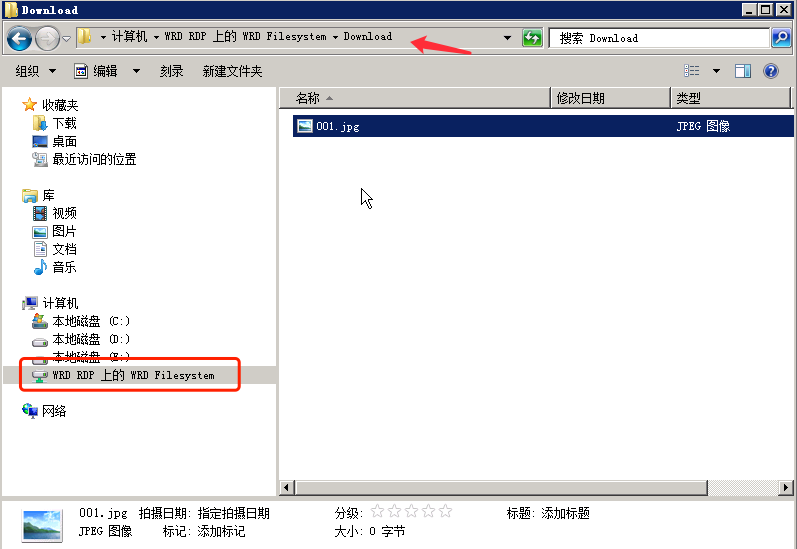 Download
计算机 WRD RDP 上的 WRD Filesystem Download
搜索 Download
组织 编辑 刻录 新建文件夹
收藏夹
下载
桌面
最近访问的位置
库
视频
图片
文档
音乐
计算机
本地磁盘 (C:)
本地磁盘 (D:)
本地磁盘 (E:)
WRD RDP 上的 WRD Filesystem
网络
名称 修改日期 类型
001.jpg JPEG 图像
001.jpg 拍摄日期: 指定拍摄日期 分级: 标题: 添加标题
JPEG 图像 标记: 添加标记 大小: 0 字节